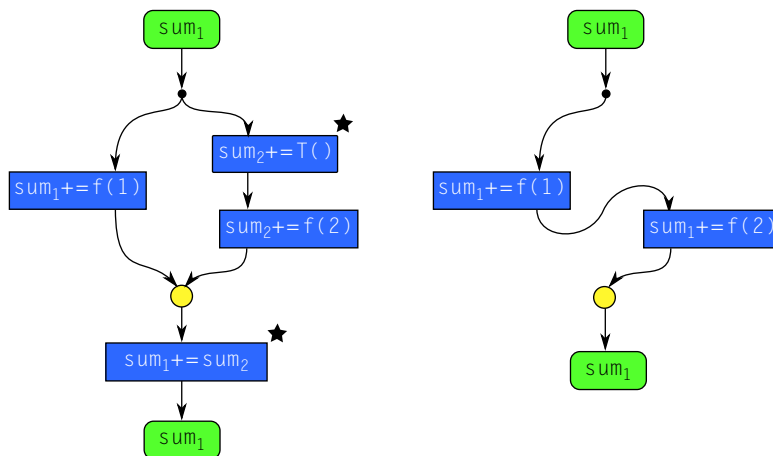 sum₁
sum₁
sum₂+=T()
sum₁+=f(1)
sum₁+=f(1)
sum₂+=f(2)
sum₁+=f(2)
sum₁+=sum₂
sum₁
sum₁